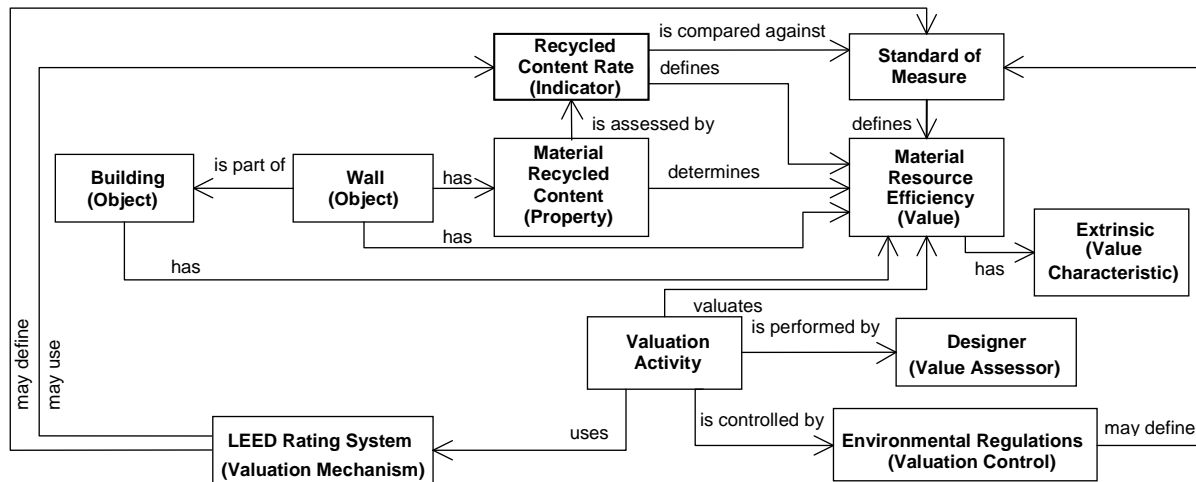 is compared against
Recycled
Content Rate
(Indicator)
Standard of
Measure
defines
is assessed by
defines
is part of
Building
(Object)
Wall
(Object)
has
Material
Recycled
Content
(Property)
determines
Material
Resource
Efficiency
(Value)
has
has
Extrinsic
(Value
Characteristic)
has
valuates
is performed by
Valuation
Activity
Designer
(Value Assessor)
may define
may use
is controlled by
uses
LEED Rating System
(Valuation Mechanism)
Environmental Regulations
(Valuation Control)
may define